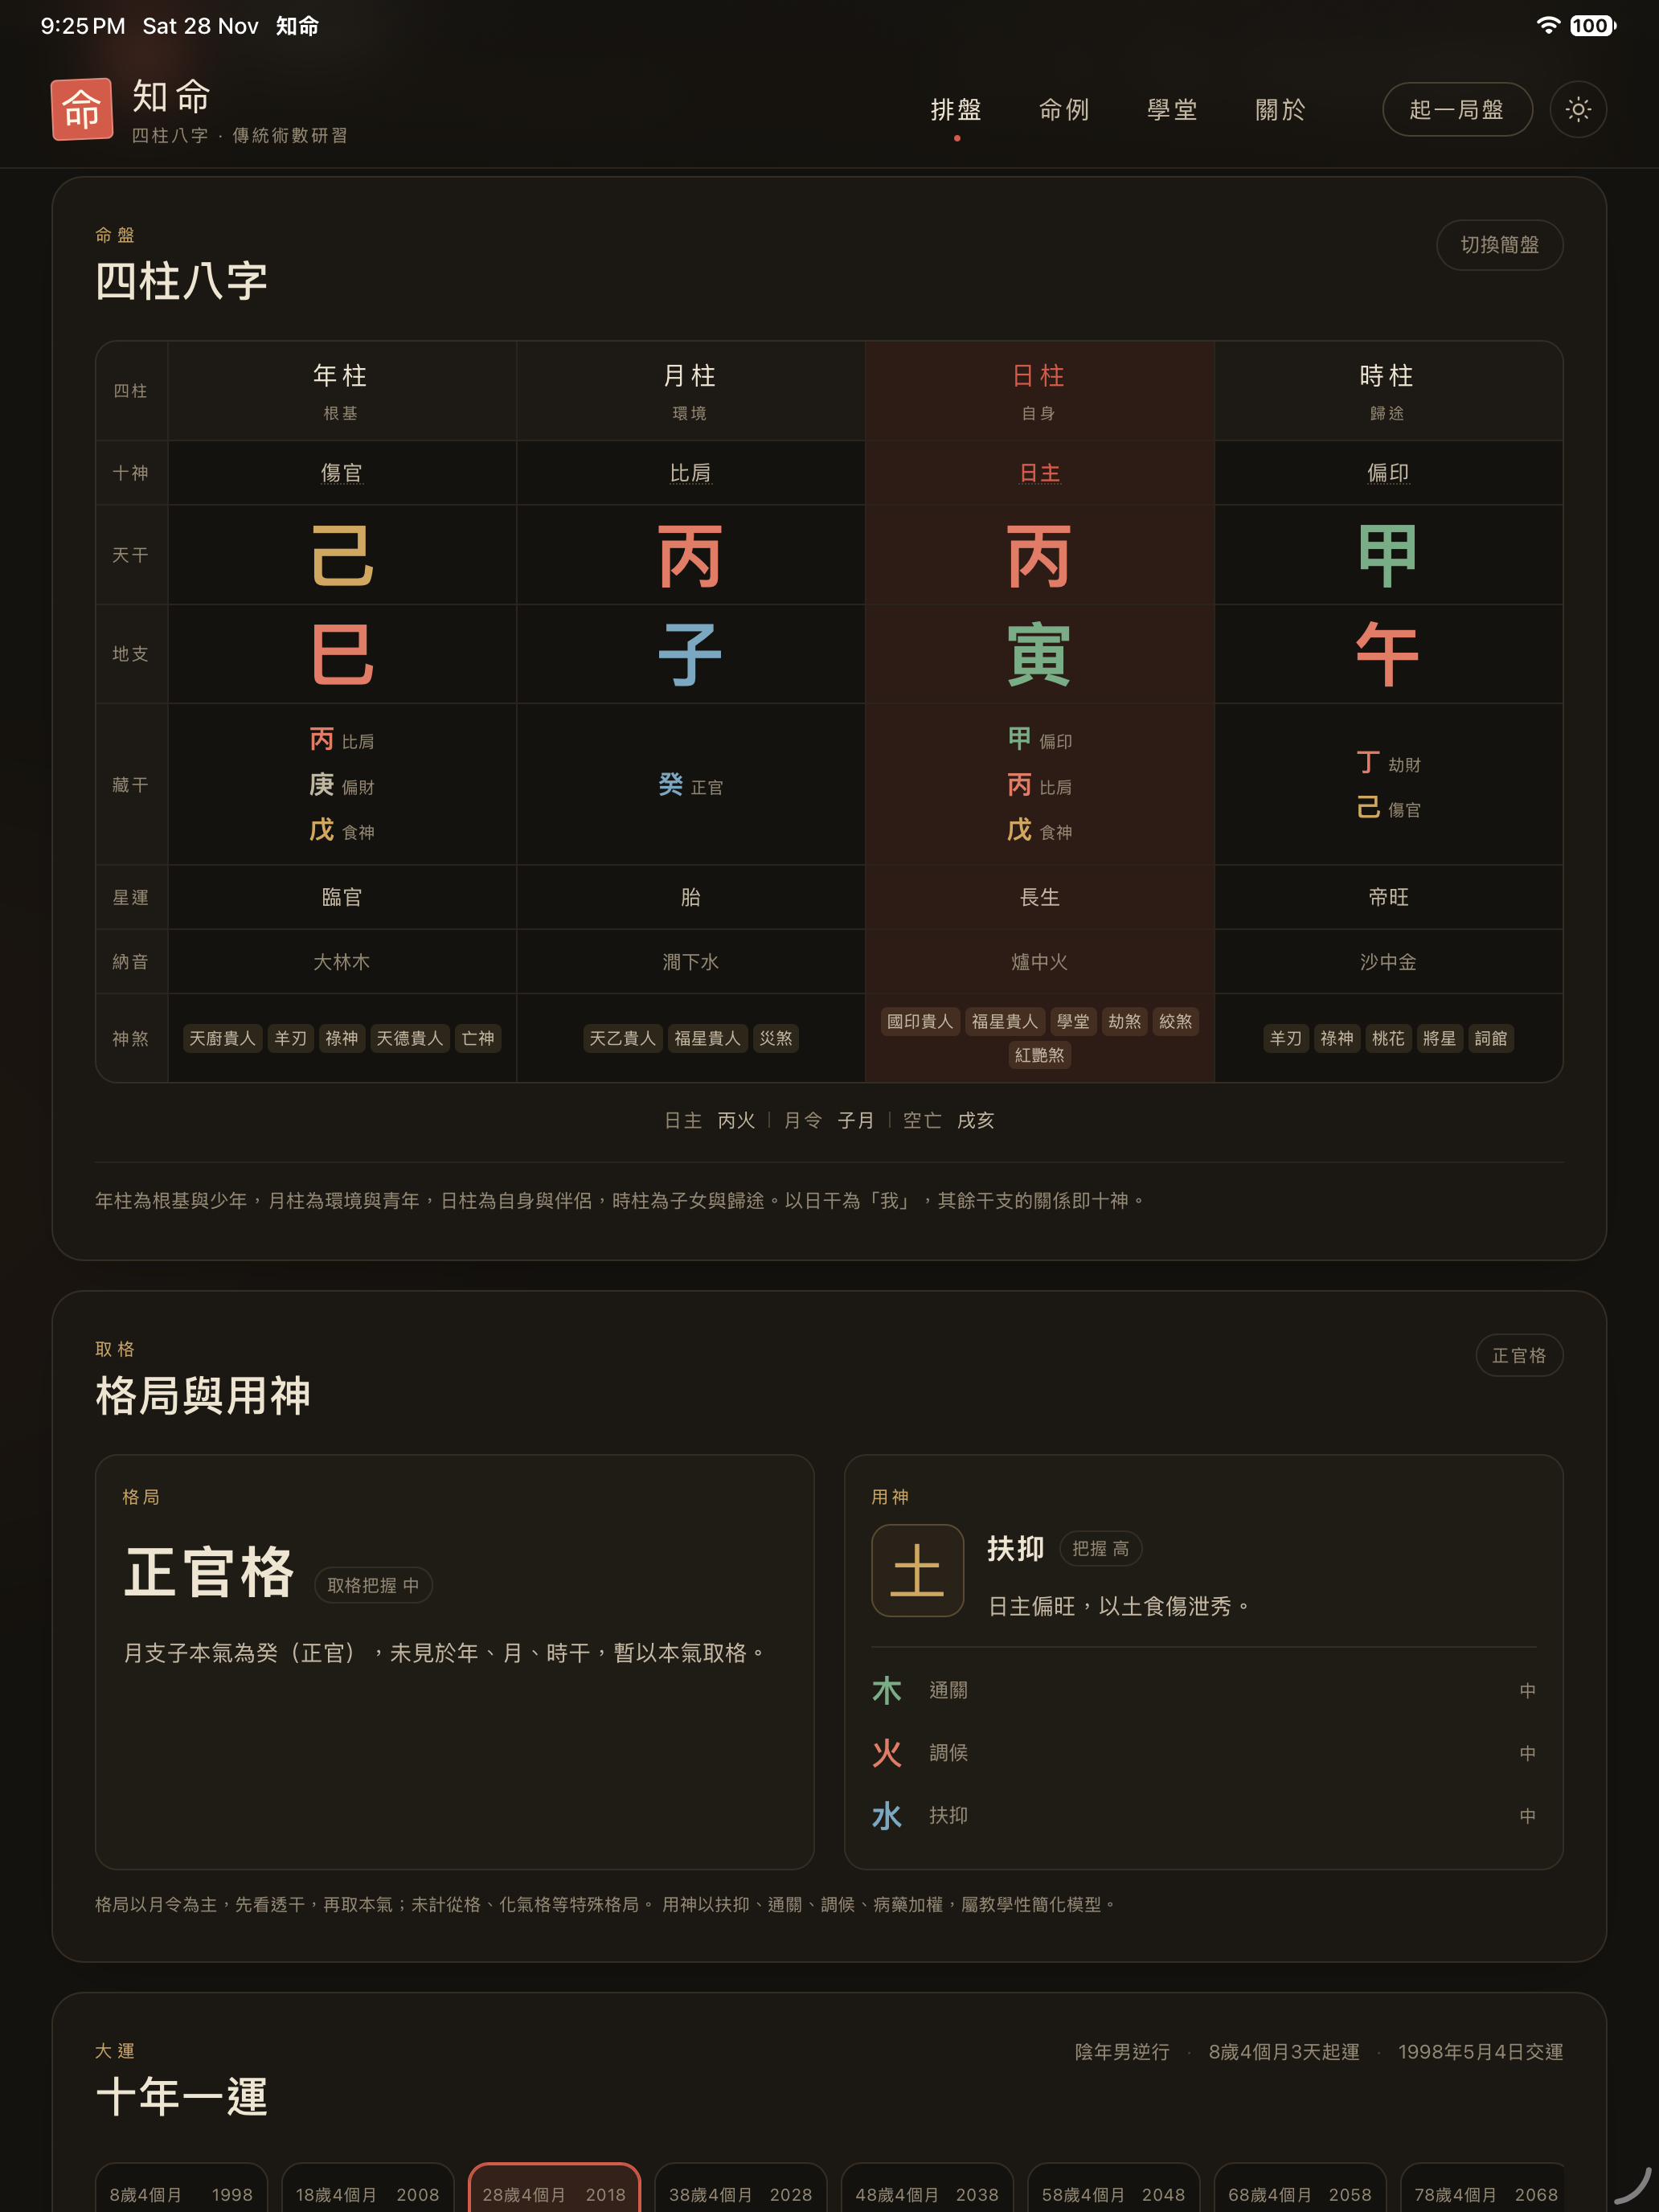 9:25 PM Sat 28 Nov 知命 100
命 知命
四柱八字 · 傳統術數研習
排盤 命例 學堂 關於 起一局盤
命盤
四柱八字
切換簡盤
四柱 年柱 月柱 日柱 時柱
根基 環境 自身 歸途
十神 傷官 比肩 日主 偏印
天干 己 丙 丙 甲
地支 巳 子 寅 午
藏干
丙 比肩 甲 偏印
庚 偏財 癸 正官 丙 比肩 丁 劫財
戊 食神 戊 食神 己 傷官
星運 臨官 胎 長生 帝旺
納音 大林木 澗下水 爐中火 沙中金
神煞 天廚貴人 羊刃 祿神 天德貴人 亡神 天乙貴人 福星貴人 災煞 國印貴人 福星貴人 學堂 劫煞 絞煞 羊刃 祿神 桃花 將星 詞館
紅艷煞
日主 丙火 | 月令 子月 | 空亡 戌亥
年柱為根基與少年，月柱為環境與青年，日柱為自身與伴侶，時柱為子女與歸途。以日干為「我」，其餘干支的關係即十神。
取格
格局與用神
正官格
格局
正官格 取格把握 中
月支子本氣為癸（正官），未見於年、月、時干，暫以本氣取格。
用神
土 扶抑 把握 高
日主偏旺，以土食傷泄秀。
木 通關 中
火 調候 中
水 扶抑 中
格局以月令為主，先看透干，再取本氣；未計從格、化氣格等特殊格局。 用神以扶抑、通關、調候、病藥加權，屬教學性簡化模型。
大運
十年一運
陰年男逆行 · 8歲4個月3天起運 · 1998年5月4日交運
8歲4個月 1998 18歲4個月 2008 28歲4個月 2018 38歲4個月 2028 48歲4個月 2038 58歲4個月 2048 68歲4個月 2058 78歲4個月 2068